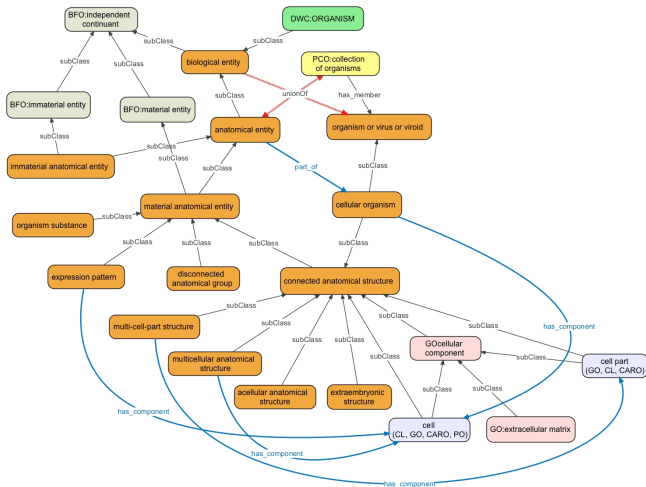 BFO:independent
continuant
DWC:ORGANISM
subClass
subClass
biological entity
PCO:collection
of organisms
subClass
subClass
subClass
unionOf
has_member
BFO:immaterial entity
BFO:material entity
anatomical entity
organism or virus or viroid
subClass
subClass
subClass
subClass
immaterial anatomical entity
part_of
subClass
material anatomical entity
cellular organism
organism substance
subClass
subClass
subClass
subClass
subClass
expression pattern
disconnected
anatomical group
connected anatomical structure
subClass
subClass
subClass
has_component
multi-cell-part structure
subClass
subClass
subClass
GOcellular
component
subClass
multicellular anatomical
structure
cell part
(GO, CL, CARO)
subClass
subClass
acellular anatomical
structure
extraembryonic
structure
has_component
cell
(CL, GO, CARO, PO)
GO:extracellular matrix
has_component
has_component